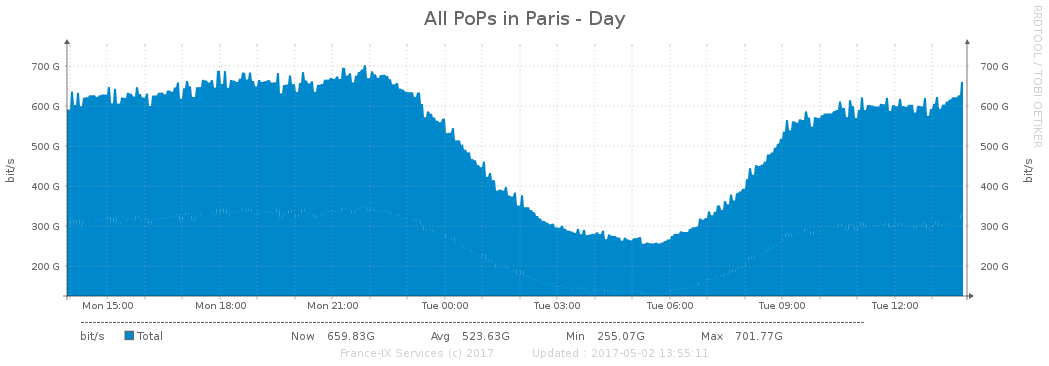 All PoPs in Paris - Day
RRDTOOL / TOBI OETIKER
bit/s
700 G
600 G
500 G
400 G
300 G
200 G
700 G
600 G
500 G
400 G
300 G
200 G
bit/s
Mon 15:00 Mon 18:00 Mon 21:00 Tue 00:00 Tue 03:00 Tue 06:00 Tue 09:00 Tue 12:00
bit/s Total Now 659.83G Avg 523.63G Min 255.07G Max 701.77G
France-IX Services (c) 2017 Updated : 2017-05-02 13:55:11